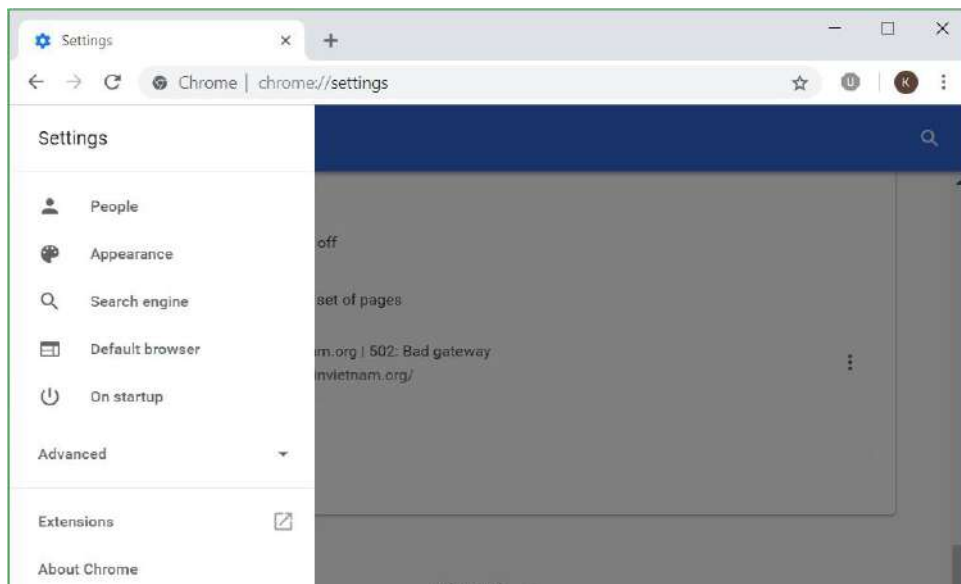 Settings
Chrome | chrome://settings
K
Settings
People
Appearance
off
Search engine
set of pages
Default browser
m.org | 502: Bad gateway
invietnam.org/
On startup
Advanced
Extensions
About Chrome